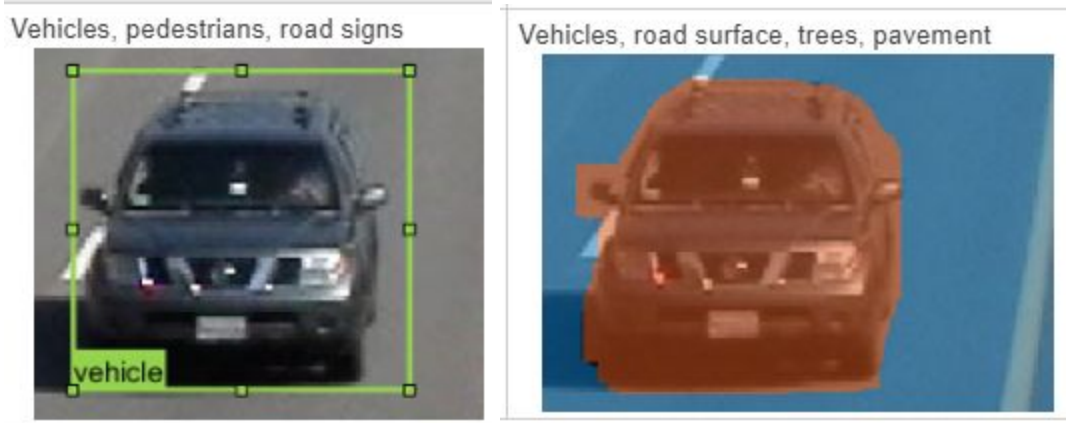 Vehicles, pedestrians, road signs
vehicle
Vehicles, road surface, trees, pavement